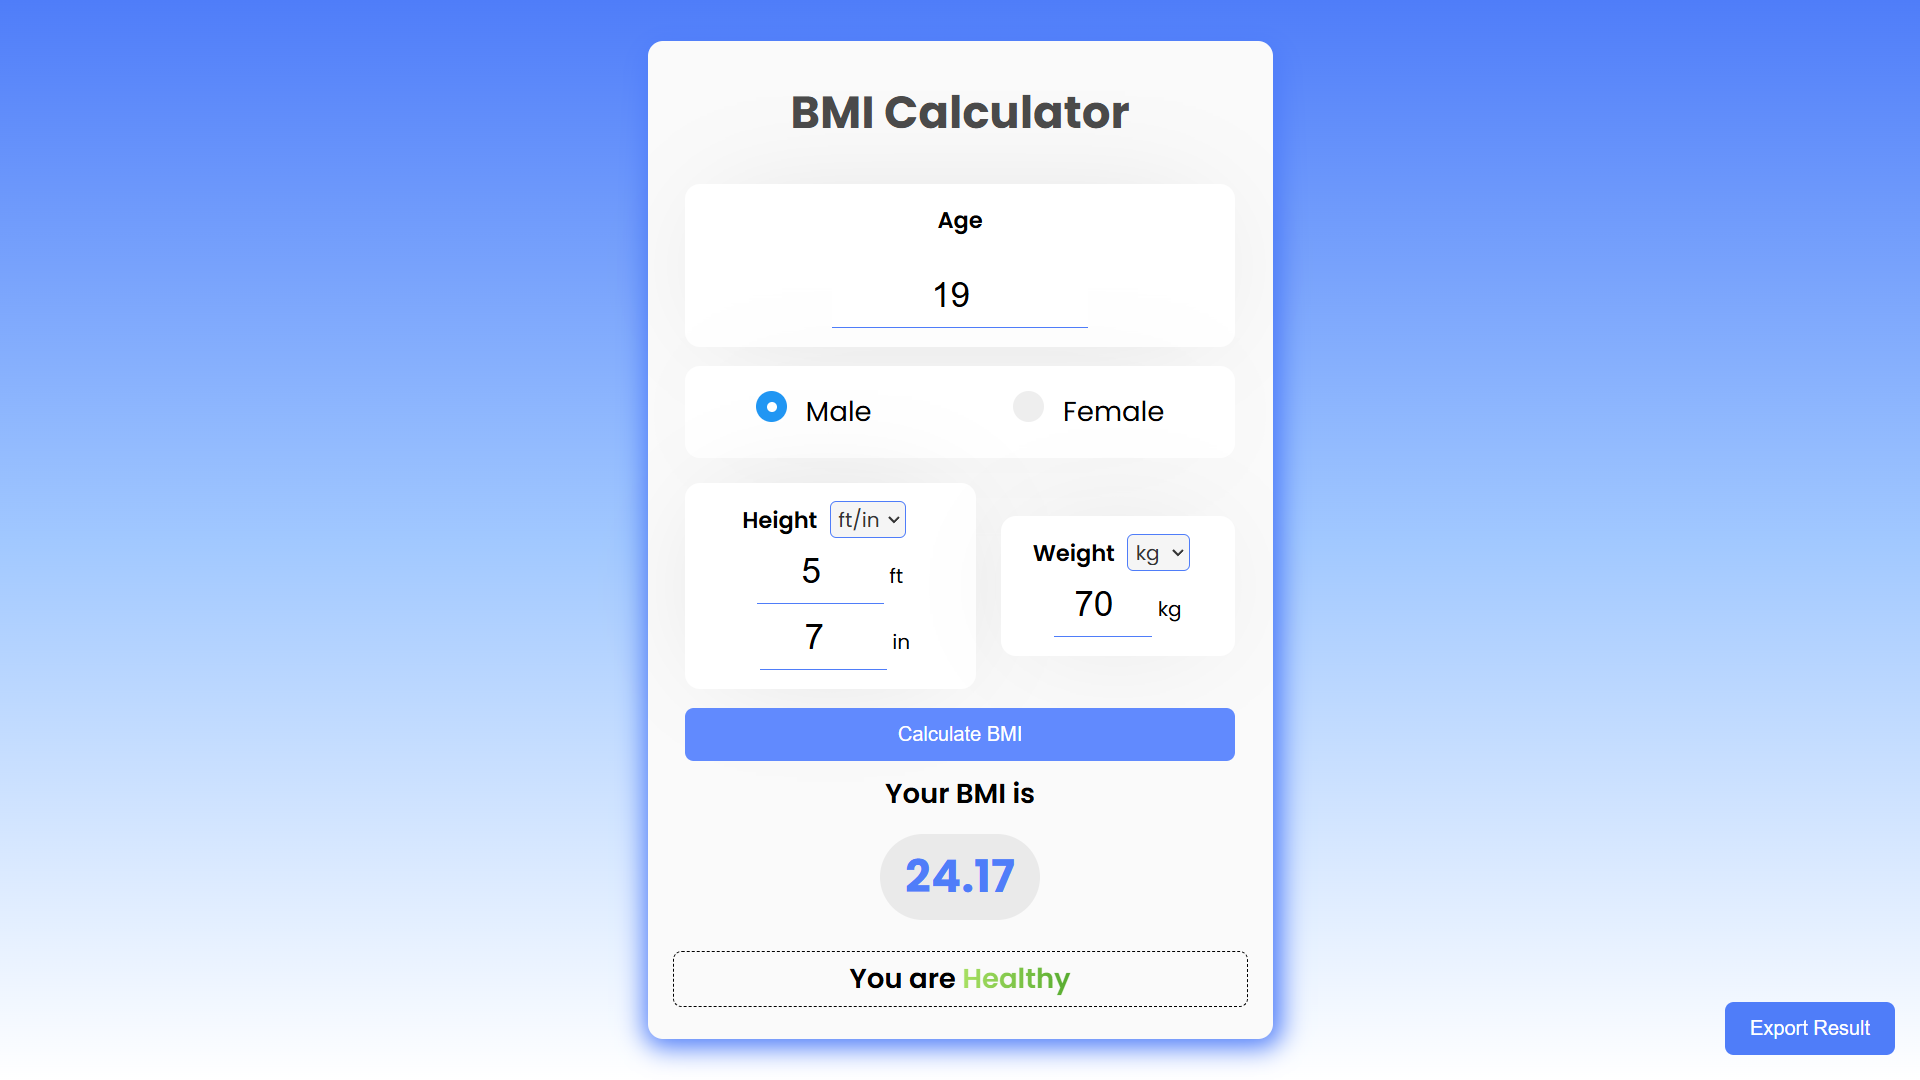 BMI Calculator
Age
19
Male Female
Height ft/in
5 ft
7 in
Weight kg
70 kg
Calculate BMI
Your BMI is
24.17
You are Healthy
Export Result